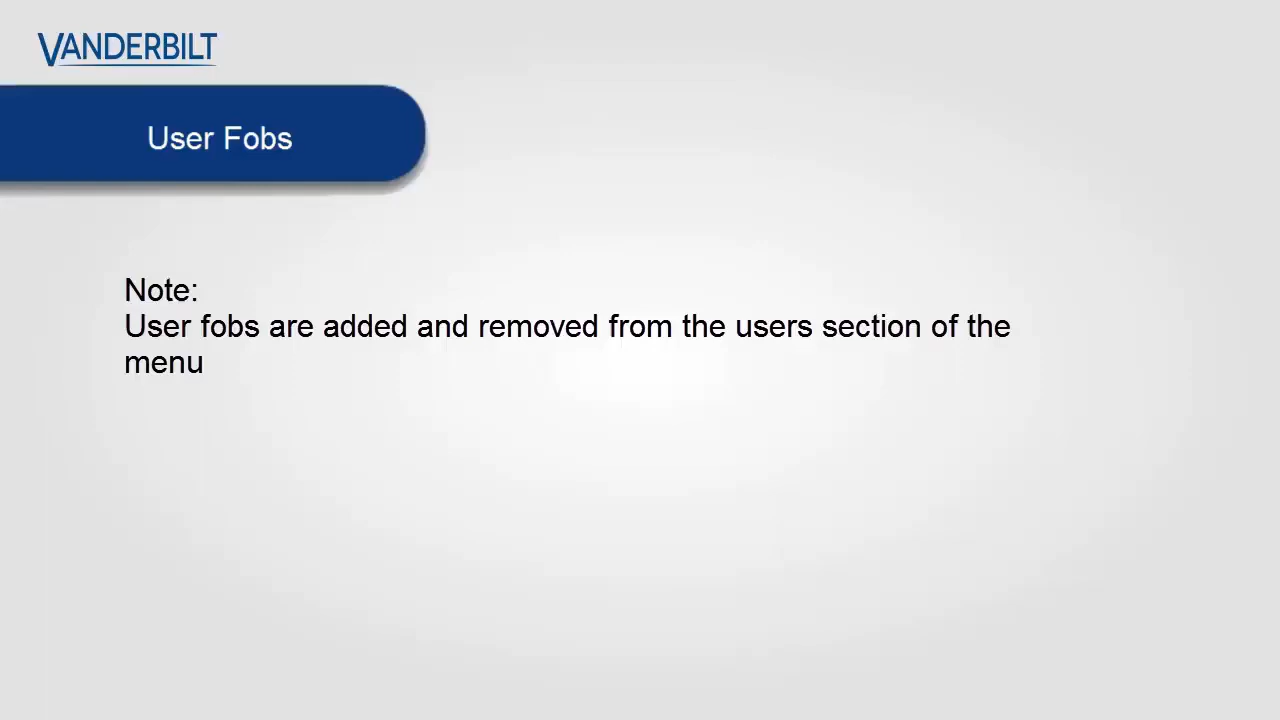 VANDERBILT
User Fobs
Note:
User fobs are added and removed from the users section of the
menu